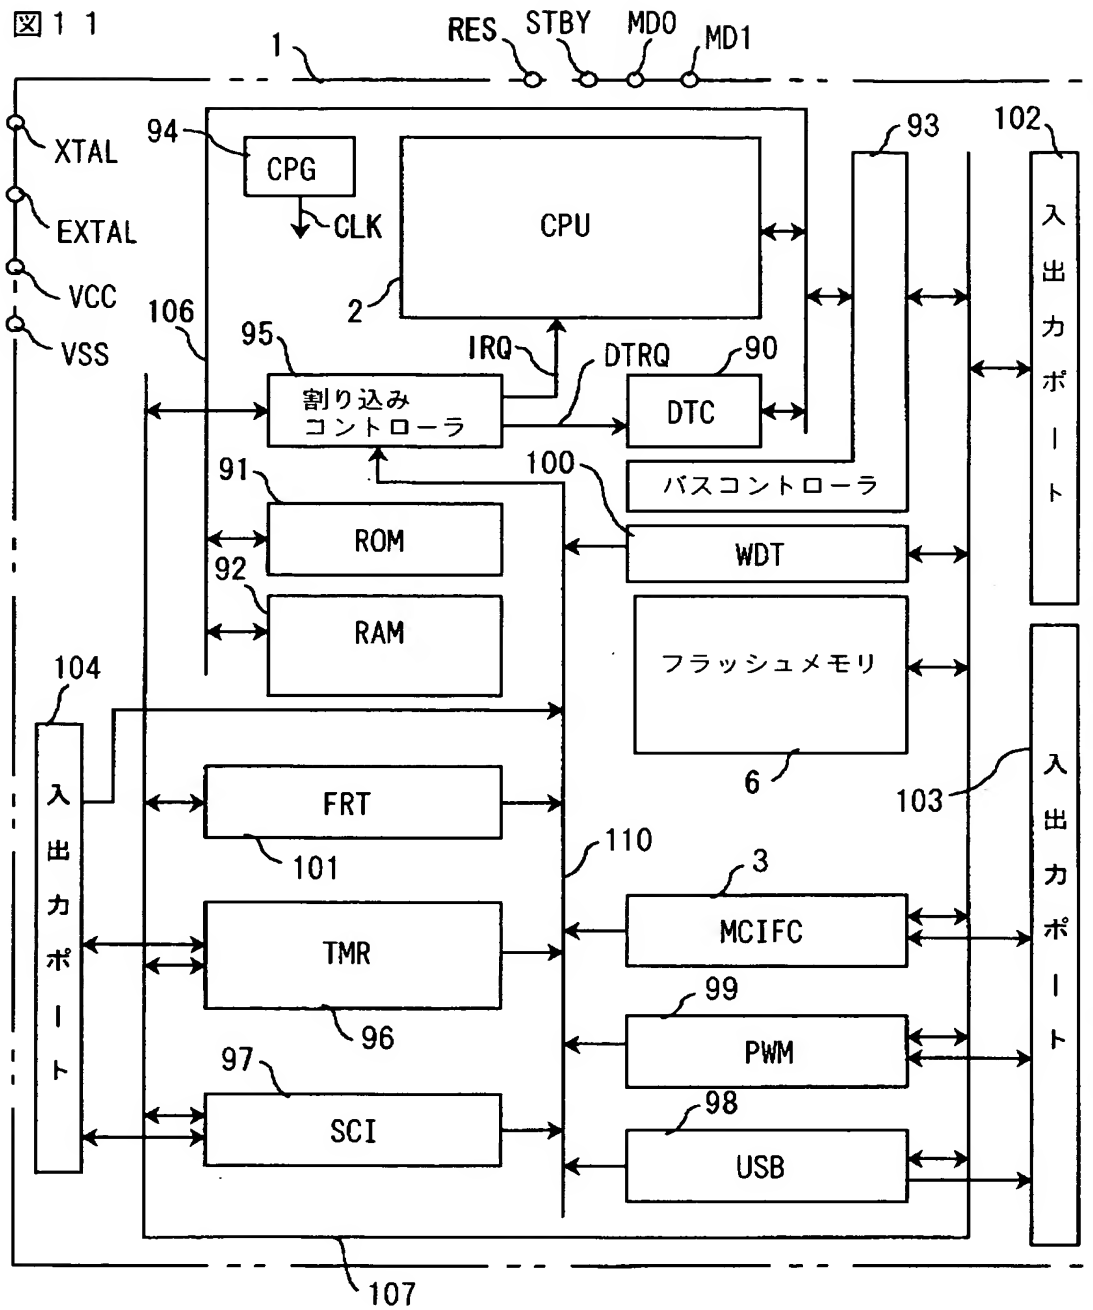 図11
1
RES
STBY
MD0
MD1
XTAL
EXTAL
VCC
VSS
94
CPG
CLK
CPU
2
93
102
入出力ポート
106
95
割り込み
コントローラ
IRQ
DTRQ
90
DTC
バスコントローラ
91
ROM
100
WDT
92
RAM
フラッシュメモリ
6
104
入出力ポート
103
入出力ポート
FRT
101
110
3
MCIFC
TMR
96
99
PWM
97
SCI
98
USB
107